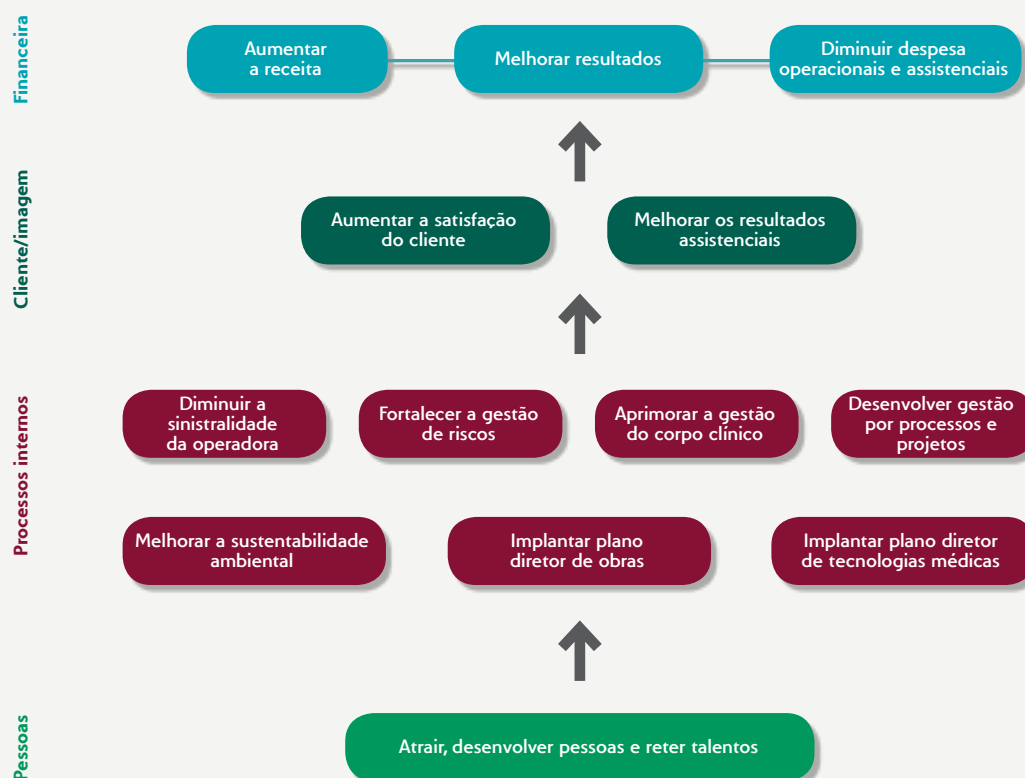 Financeira
Aumentar
a receita
Melhorar resultados
Diminuir despesa
operacionais e assistenciais
Cliente/imagem
Aumentar a satisfação
do cliente
Melhorar os resultados
assistenciais
Processos internos
Diminuir a
sinistralidade
da operadora
Fortalecer a gestão
de riscos
Aprimorar a gestão
do corpo clínico
Desenvolver gestão
por processos e
projetos
Melhorar a sustentabilidade
ambiental
Implantar plano
diretor de obras
Implantar plano diretor
de tecnologias médicas
Pessoas
Atrair, desenvolver pessoas e reter talentos